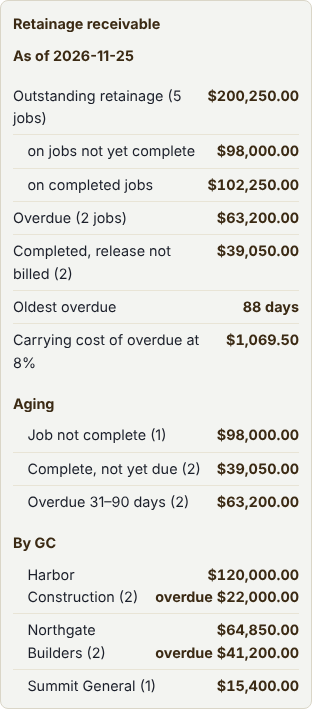 Retainage receivable
As of 2026-11-25
Outstanding retainage (5 $200,250.00
jobs)
on jobs not yet complete $98,000.00
on completed jobs $102,250.00
Overdue (2 jobs) $63,200.00
Completed, release not $39,050.00
billed (2)
Oldest overdue 88 days
Carrying cost of overdue at $1,069.50
8%
Aging
Job not complete (1) $98,000.00
Complete, not yet due (2) $39,050.00
Overdue 31–90 days (2) $63,200.00
By GC
Harbor $120,000.00
Construction (2) overdue $22,000.00
Northgate $64,850.00
Builders (2) overdue $41,200.00
Summit General (1) $15,400.00